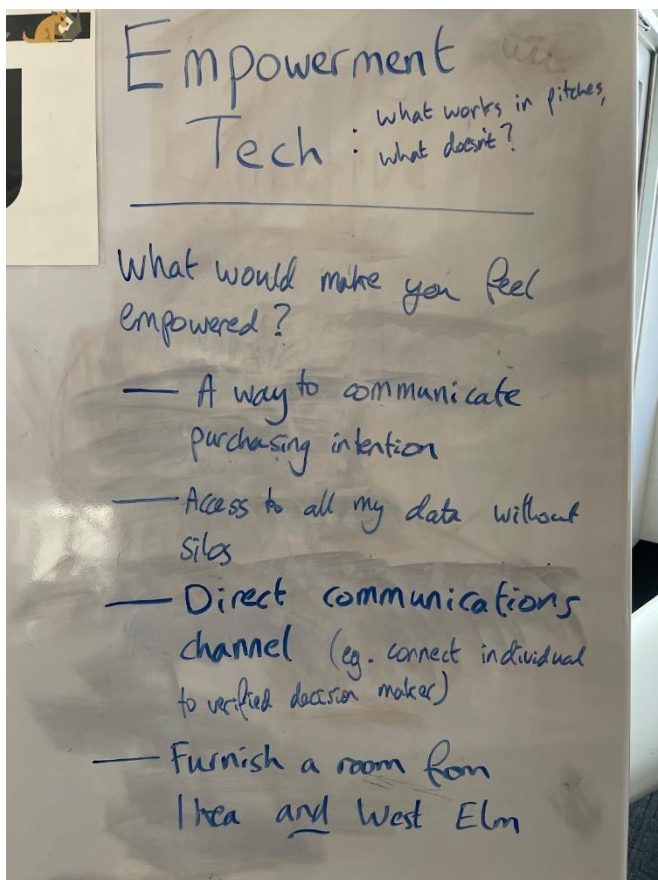 Empowerment
Tech : what works in pitches,
what doesn't?
What would make you feel
empowered?
— A way to communicate
purchasing intention
— Access to all my data without
silos
— Direct communications
channel (eg. connect individual
to verified decision maker)
— Furnish a room from
Ikea and West Elm